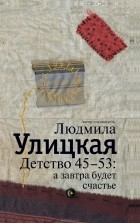 Людмила
Улицкая
Детство 45–53:
а завтра будет
счастье